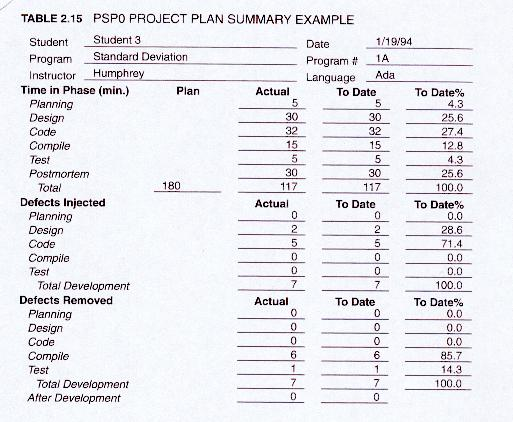 TABLE 2.15 PSP0 PROJECT PLAN SUMMARY EXAMPLE
Student Student 3 Date 1/19/94
Program Standard Deviation Program # 1A
Instructor Humphrey Language Ada
Time in Phase (min.) Plan Actual To Date To Date%
Planning 5 5 4.3
Design 30 30 25.6
Code 32 32 27.4
Compile 15 15 12.8
Test 5 5 4.3
Postmortem 30 30 25.6
Total 180 117 117 100.0
Defects Injected Actual To Date To Date%
Planning 0 0 0.0
Design 2 2 28.6
Code 5 5 71.4
Compile 0 0 0.0
Test 0 0 0.0
Total Development 7 7 100.0
Defects Removed Actual To Date To Date%
Planning 0 0 0.0
Design 0 0 0.0
Code 0 0 0.0
Compile 6 6 85.7
Test 1 1 14.3
Total Development 7 7 100.0
After Development 0 0